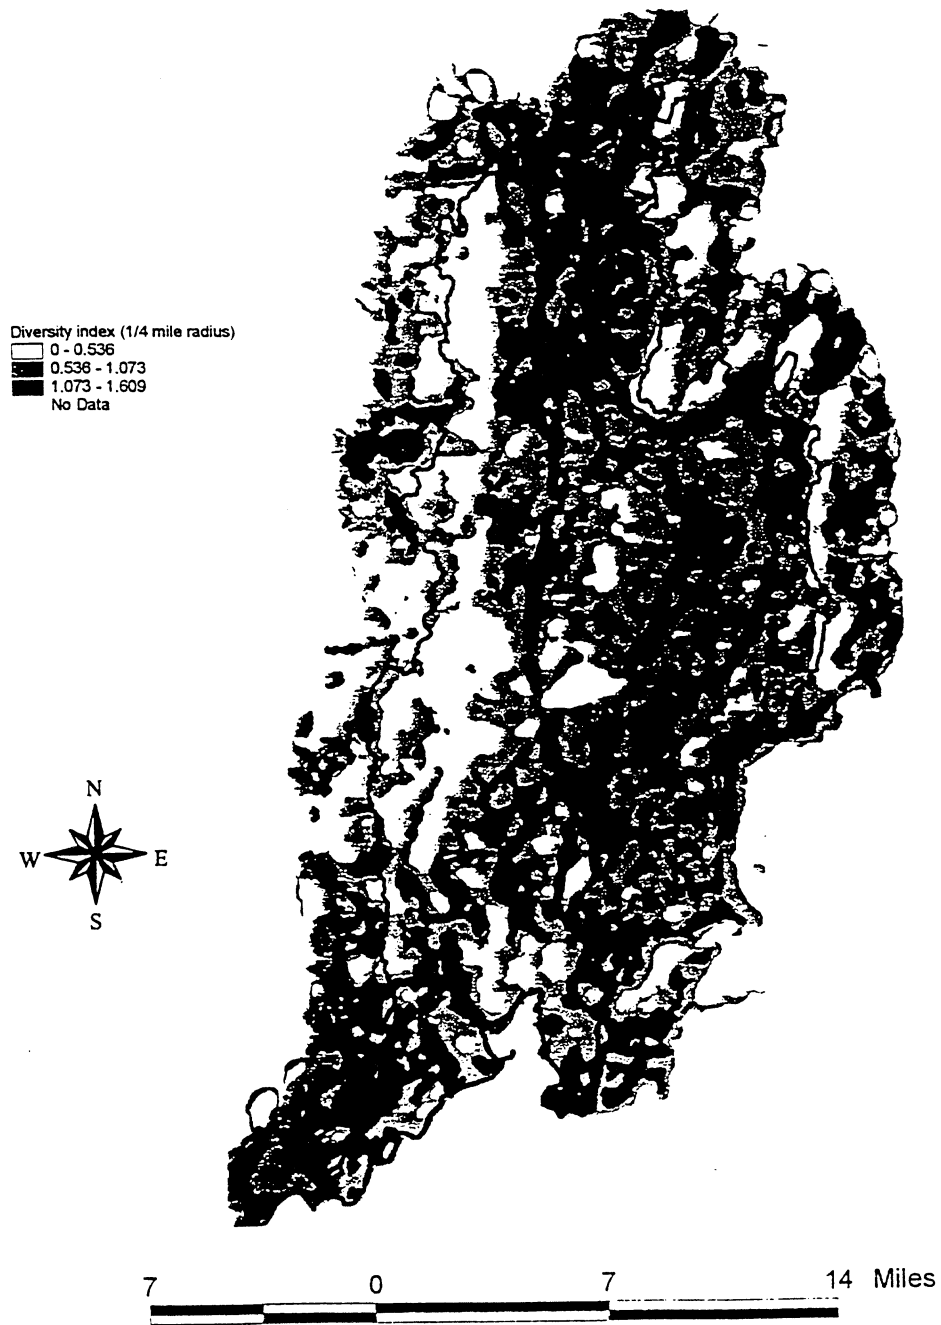 Diversity index (1/4 mile radius)
0 - 0.536
0.536 - 1.073
1.073 - 1.609
No Data
N
W E
S
7 0 7 14 Miles